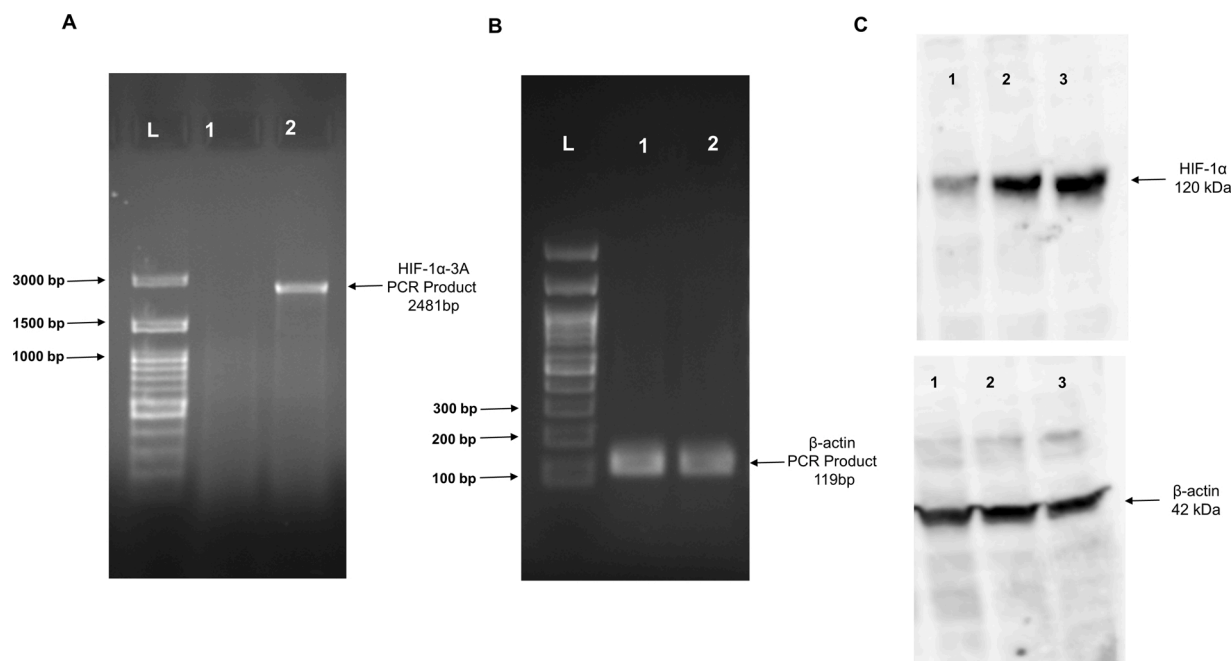 A
L
1
2
3000 bp
1500 bp
1000 bp
HIF-1α-3A
PCR Product
2481bp
B
L
1
2
300 bp
200 bp
100 bp
β-actin
PCR Product
119bp
C
1
2
3
HIF-1α
120 kDa
1
2
3
β-actin
42 kDa